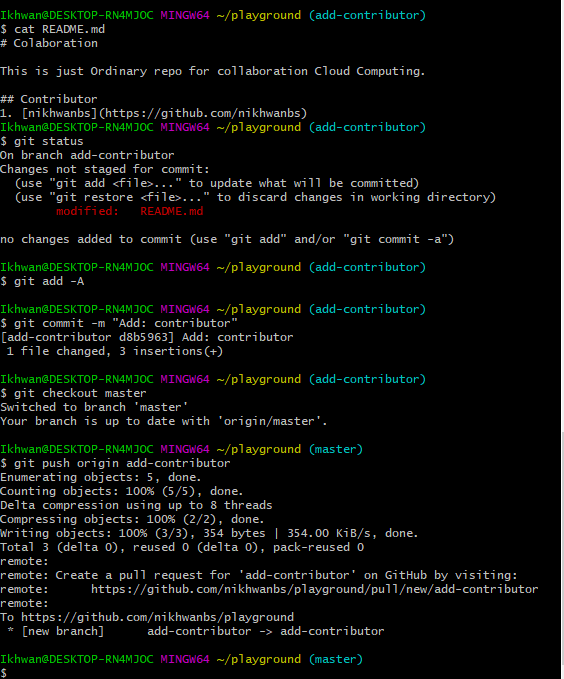 Ikhwan@DESKTOP-RN4MJOC MINGW64 ~/playground (add-contributor)
$ cat README.md
# Colaboration

This is just Ordinary repo for collaboration Cloud Computing.

## Contributor
1. [nikhwanbs](https://github.com/nikhwanbs)
Ikhwan@DESKTOP-RN4MJOC MINGW64 ~/playground (add-contributor)
$ git status
On branch add-contributor
Changes not staged for commit:
  (use "git add <file>..." to update what will be committed)
  (use "git restore <file>..." to discard changes in working directory)
        modified:   README.md

no changes added to commit (use "git add" and/or "git commit -a")

Ikhwan@DESKTOP-RN4MJOC MINGW64 ~/playground (add-contributor)
$ git add -A

Ikhwan@DESKTOP-RN4MJOC MINGW64 ~/playground (add-contributor)
$ git commit -m "Add: contributor"
[add-contributor d8b5963] Add: contributor
 1 file changed, 3 insertions(+)

Ikhwan@DESKTOP-RN4MJOC MINGW64 ~/playground (add-contributor)
$ git checkout master
Switched to branch 'master'
Your branch is up to date with 'origin/master'.

Ikhwan@DESKTOP-RN4MJOC MINGW64 ~/playground (master)
$ git push origin add-contributor
Enumerating objects: 5, done.
Counting objects: 100% (5/5), done.
Delta compression using up to 8 threads
Compressing objects: 100% (2/2), done.
Writing objects: 100% (3/3), 354 bytes | 354.00 KiB/s, done.
Total 3 (delta 0), reused 0 (delta 0), pack-reused 0
remote:
remote: Create a pull request for 'add-contributor' on GitHub by visiting:
remote:      https://github.com/nikhwanbs/playground/pull/new/add-contributor
remote:
To https://github.com/nikhwanbs/playground
 * [new branch]      add-contributor -> add-contributor

Ikhwan@DESKTOP-RN4MJOC MINGW64 ~/playground (master)
$